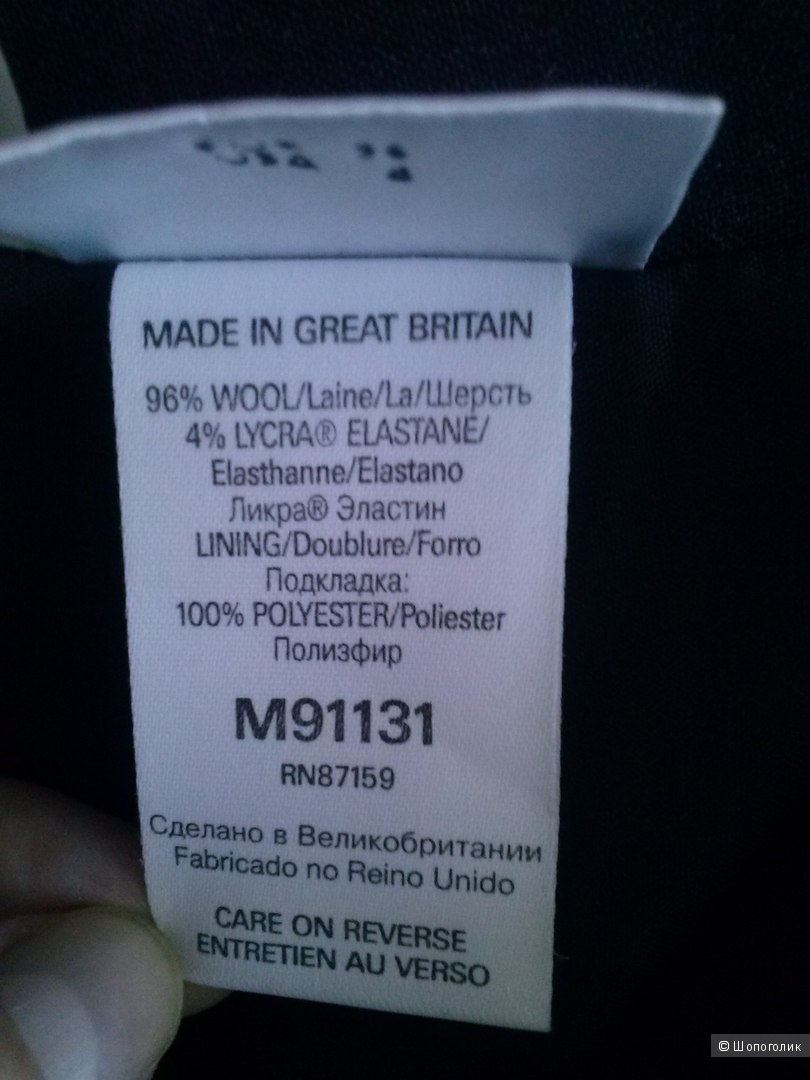 MADE IN GREAT BRITAIN
96% WOOL/Laine/La/Шерсть
4% LYCRA® ELASTANE/
Elasthanne/Elastano
Ликра® Эластин
LINING/Doublure/Forro
Подкладка:
100% POLYESTER/Poliester
Полизфир
M91131
RN87159
Сделано в Великобритании
Fabricado no Reino Unido
CARE ON REVERSE
ENTRETIEN AU VERSO
© Шопоголик